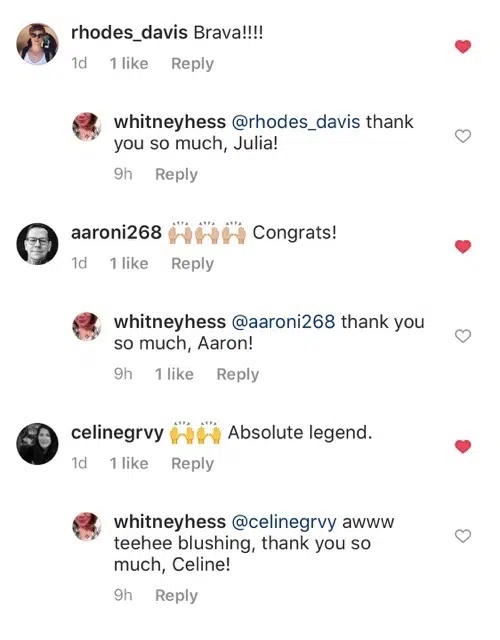 rhodes_davis Brava!!!!
1d 1 like Reply
whitneyhess @rhodes_davis thank
you so much, Julia!
9h Reply
aaroni268 🙌🏼🙌🏼🙌🏼 Congrats!
1d 1 like Reply
whitneyhess @aaroni268 thank you
so much, Aaron!
9h 1 like Reply
celinegrvy 🙌🙌 Absolute legend.
1d 1 like Reply
whitneyhess @celinegrvy awww
teehee blushing, thank you so
much, Celine!
9h Reply